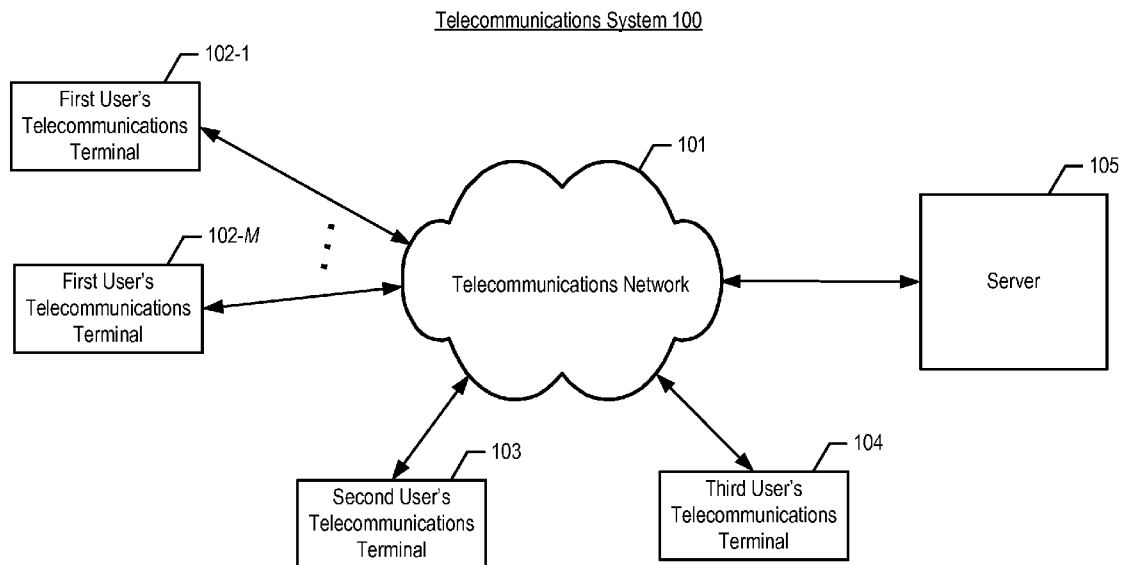 Telecommunications System 100
102-1
First User's
Telecommunications
Terminal
102-M
First User's
Telecommunications
Terminal
101
Telecommunications Network
105
Server
103
Second User's
Telecommunications
Terminal
104
Third User's
Telecommunications
Terminal